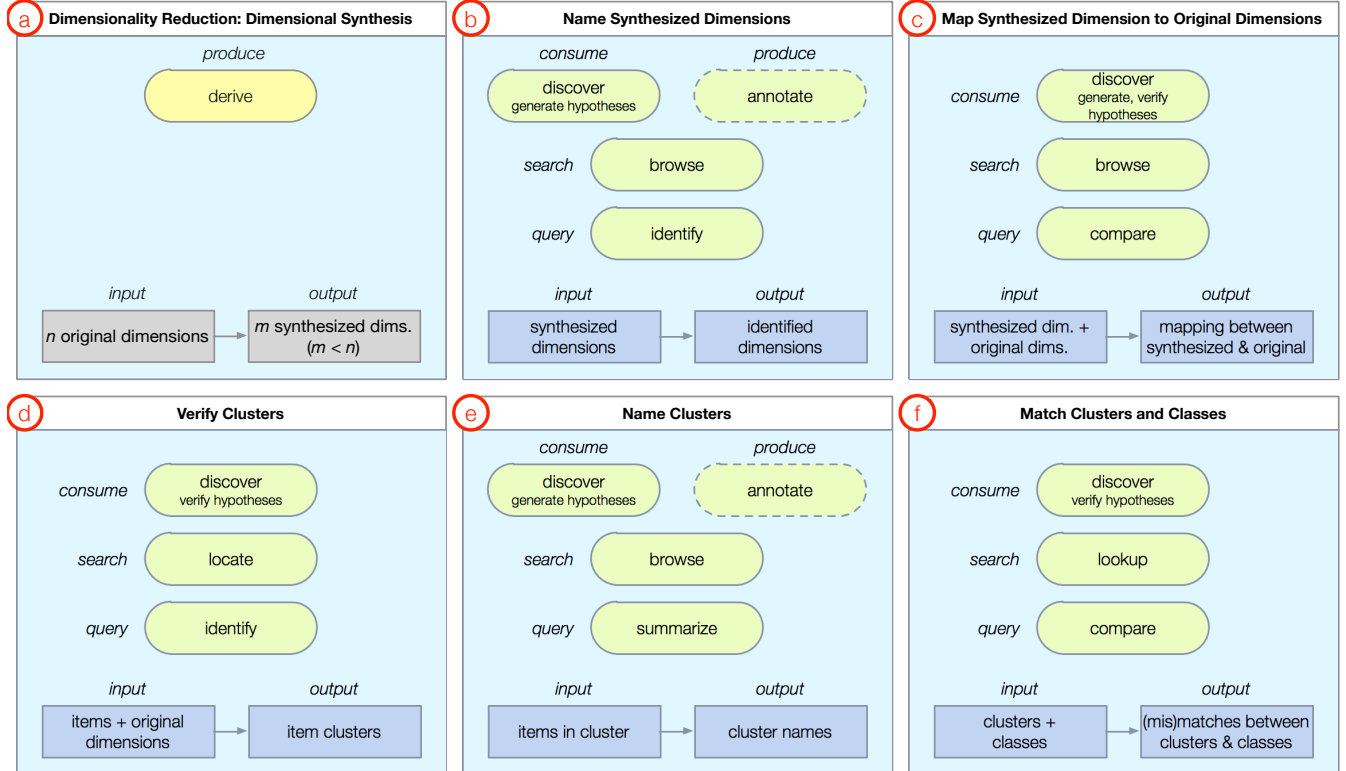 a
Dimensionality Reduction: Dimensional Synthesis
produce
derive
input
output
n original dimensions
m synthesized dims.
(m < n)
b
Name Synthesized Dimensions
consume
produce
discover
generate hypotheses
annotate
search
browse
query
identify
input
output
synthesized
dimensions
identified
dimensions
c
Map Synthesized Dimension to Original Dimensions
consume
discover
generate, verify
hypotheses
search
browse
query
compare
input
output
synthesized dim. +
original dims.
mapping between
synthesized & original
d
Verify Clusters
consume
discover
verify hypotheses
search
locate
query
identify
input
output
items + original
dimensions
item clusters
e
Name Clusters
consume
produce
discover
generate hypotheses
annotate
search
browse
query
summarize
input
output
items in cluster
cluster names
f
Match Clusters and Classes
consume
discover
verify hypotheses
search
lookup
query
compare
input
output
clusters +
classes
(mis)matches between
clusters & classes